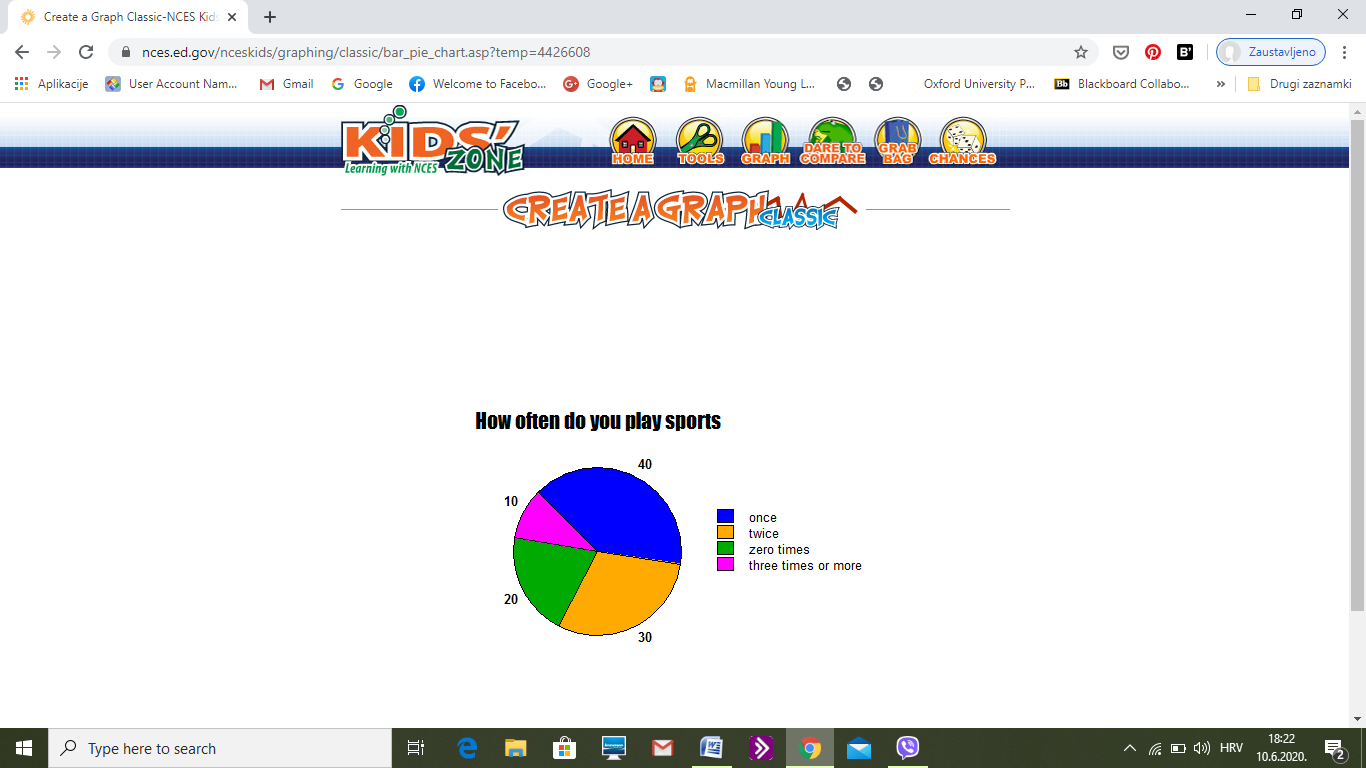 Create a Graph Classic-NCES Kid
nces.ed.gov/nceskids/graphing/classic/bar_pie_chart.asp?temp=4426608
Zaustavljeno
Aplikacije
User Account Nam...
Gmail
Google
Welcome to Facebo...
Google+
Macmillan Young L...
Oxford University P...
Bb
Blackboard Collabo...
»
Drugi zaznamki
KIDS' ZONE
Learning with NCES
HOME
TOOLS
GRAPH
DARE TO COMPARE
GRAB BAG
CHANCES
CREATE A GRAPH CLASSIC
How often do you play sports
40
10
20
30
once
twice
zero times
three times or more
Type here to search
HRV
18:22
10.6.2020.
2